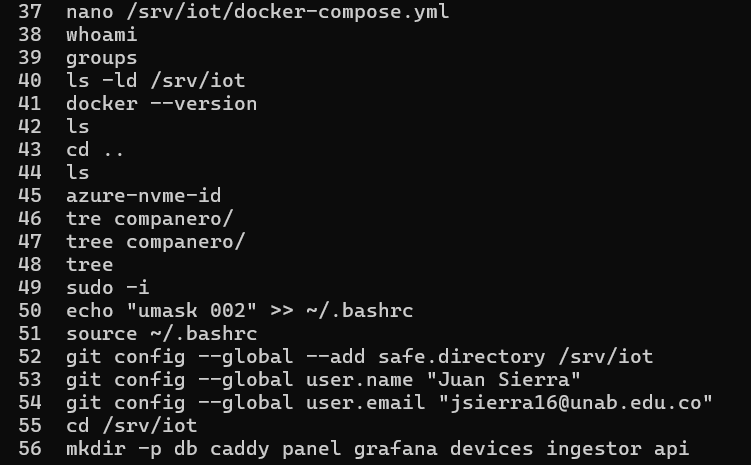 37 nano /srv/iot/docker-compose.yml
38 whoami
39 groups
40 ls -ld /srv/iot
41 docker --version
42 ls
43 cd ..
44 ls
45 azure-nvme-id
46 tre companero/
47 tree companero/
48 tree
49 sudo -i
50 echo "umask 002" >> ~/.bashrc
51 source ~/.bashrc
52 git config --global --add safe.directory /srv/iot
53 git config --global user.name "Juan Sierra"
54 git config --global user.email "jsierra16@unab.edu.co"
55 cd /srv/iot
56 mkdir -p db caddy panel grafana devices ingestor api